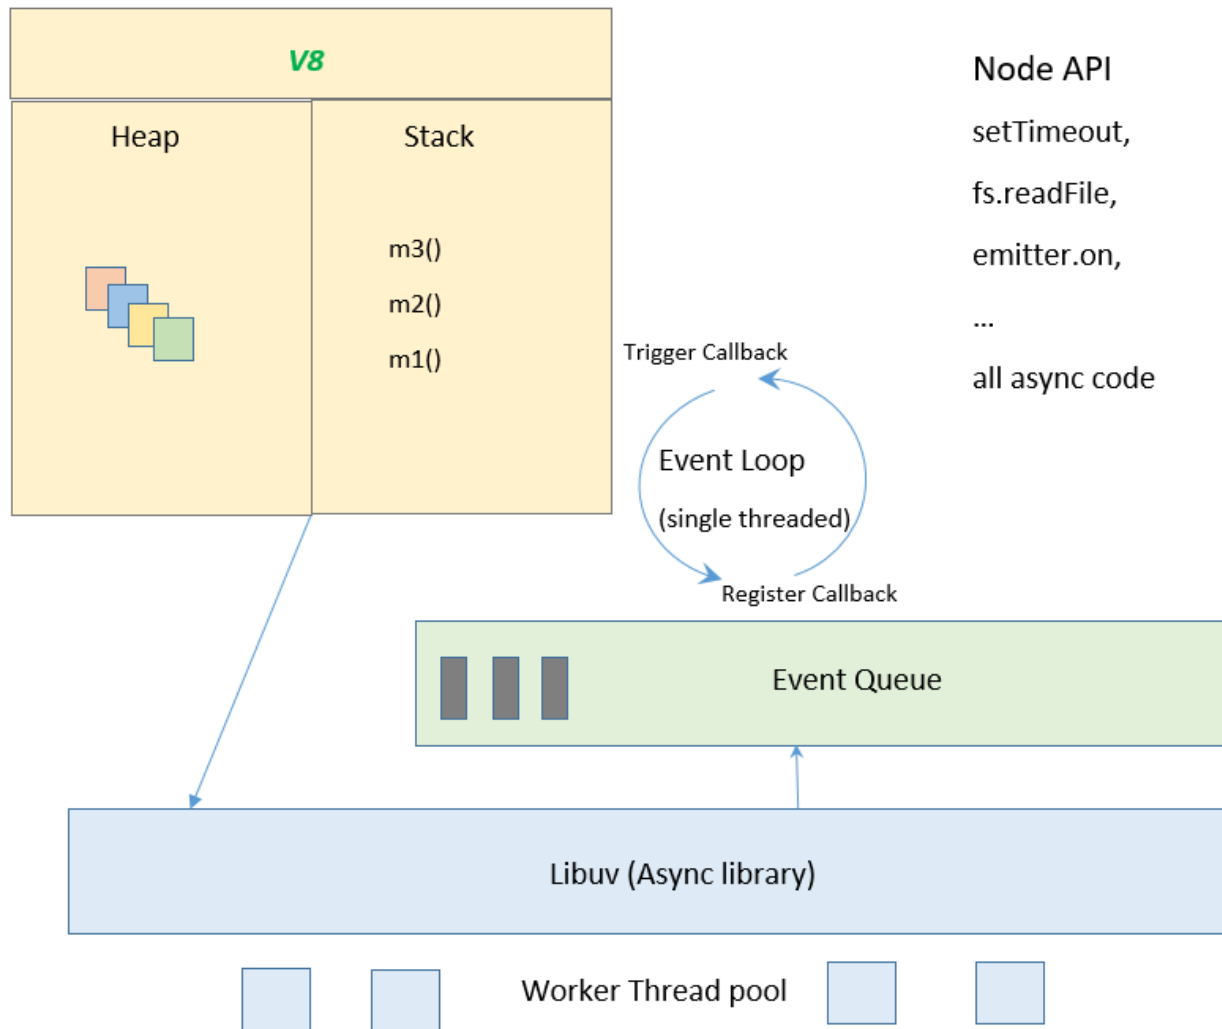 V8
Heap
Stack
m3()
m2()
m1()
Node API
setTimeout,
fs.readFile,
emitter.on,
...
all async code
Trigger Callback
Event Loop
(single threaded)
Register Callback
Event Queue
Libuv (Async library)
Worker Thread pool